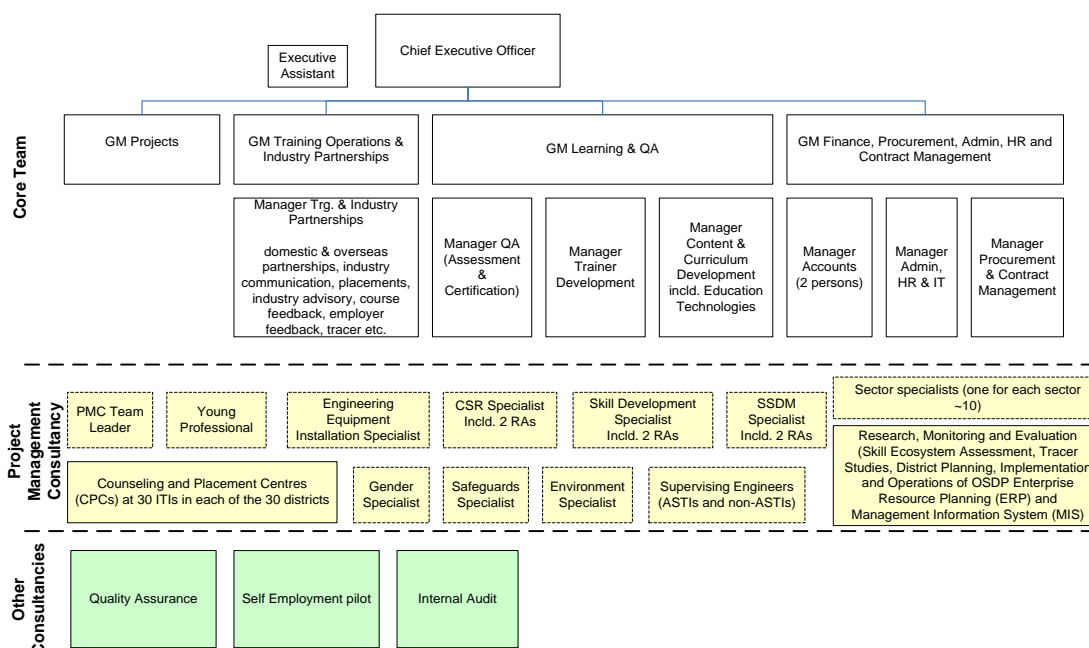 Chief Executive Officer
Executive
Assistant
Core Team
GM Projects
GM Training Operations &
Industry Partnerships
GM Learning & QA
GM Finance, Procurement, Admin, HR and
Contract Management
Manager Trg. & Industry
Partnerships
domestic & overseas
partnerships, industry
communication, placements,
industry advisory, course
feedback, employer
feedback, tracer etc.
Manager QA
(Assessment
&
Certification)
Manager
Trainer
Development
Manager
Content &
Curriculum
Development
incl. Education
Technologies
Manager
Accounts
(2 persons)
Manager
Admin,
HR & IT
Manager
Procurement
& Contract
Management
Project
Management
Consultancy
PMC Team
Leader
Young
Professional
Engineering
Equipment
Installation Specialist
CSR Specialist
Incld. 2 RAs
Skill Development
Specialist
Incld. 2 RAs
SSDM
Specialist
Incld. 2 RAs
Sector specialists (one for each sector
~10)
Counseling and Placement Centres
(CPCs) at 30 ITIs in each of the 30 districts
Gender
Specialist
Safeguards
Specialist
Environment
Specialist
Supervising Engineers
(ASTIs and non-ASTIs)
Research, Monitoring and Evaluation
(Skill Ecosystem Assessment, Tracer
Studies, District Planning, Implementation
and Operations of OSDP Enterprise
Resource Planning (ERP) and
Management Information System (MIS)
Other
Consultancies
Quality Assurance
Self Employment pilot
Internal Audit